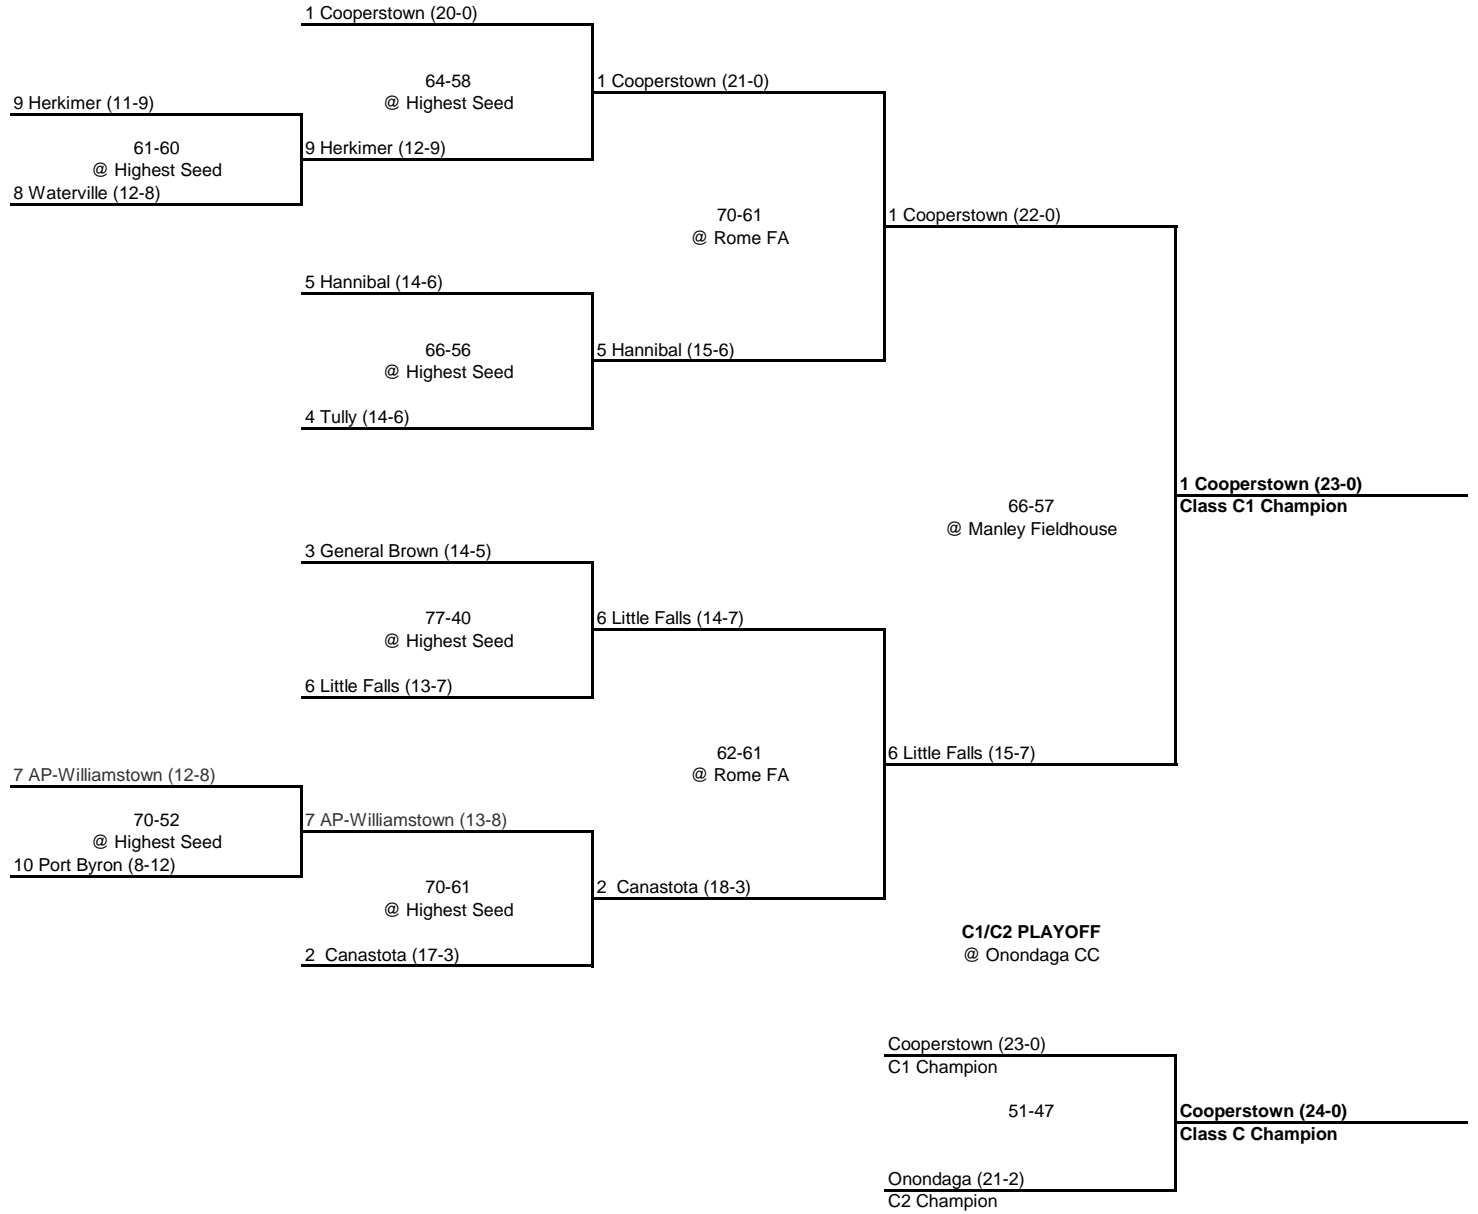 1 Cooperstown (20-0)
64-58
@ Highest Seed
1 Cooperstown (21-0)
9 Herkimer (11-9)
61-60
@ Highest Seed
9 Herkimer (12-9)
8 Waterville (12-8)
70-61
@ Rome FA
1 Cooperstown (22-0)
5 Hannibal (14-6)
66-56
@ Highest Seed
5 Hannibal (15-6)
4 Tully (14-6)
66-57
@ Manley Fieldhouse
1 Cooperstown (23-0)
Class C1 Champion
3 General Brown (14-5)
77-40
@ Highest Seed
6 Little Falls (14-7)
6 Little Falls (13-7)
62-61
@ Rome FA
6 Little Falls (15-7)
7 AP-Williamstown (12-8)
70-52
@ Highest Seed
7 AP-Williamstown (13-8)
10 Port Byron (8-12)
70-61
@ Highest Seed
2  Canastota (18-3)
2  Canastota (17-3)
C1/C2 PLAYOFF
@ Onondaga CC
Cooperstown (23-0)
C1 Champion
51-47
Cooperstown (24-0)
Class C Champion
Onondaga (21-2)
C2 Champion